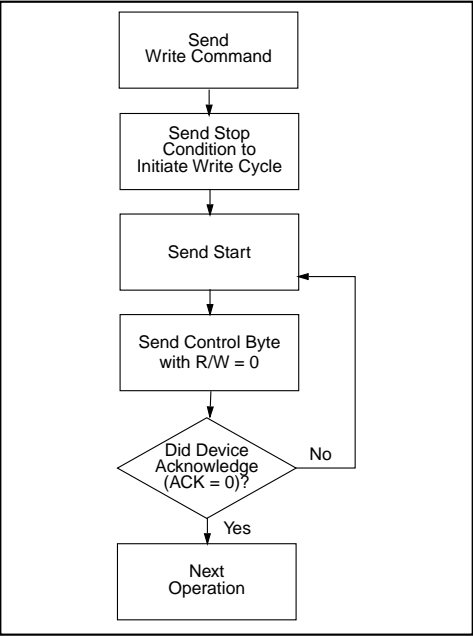 Send
Write Command
Send Stop
Condition to
Initiate Write Cycle
Send Start
Send Control Byte
with R/W = 0
Did Device
Acknowledge
(ACK = 0)?
No
Yes
Next
Operation